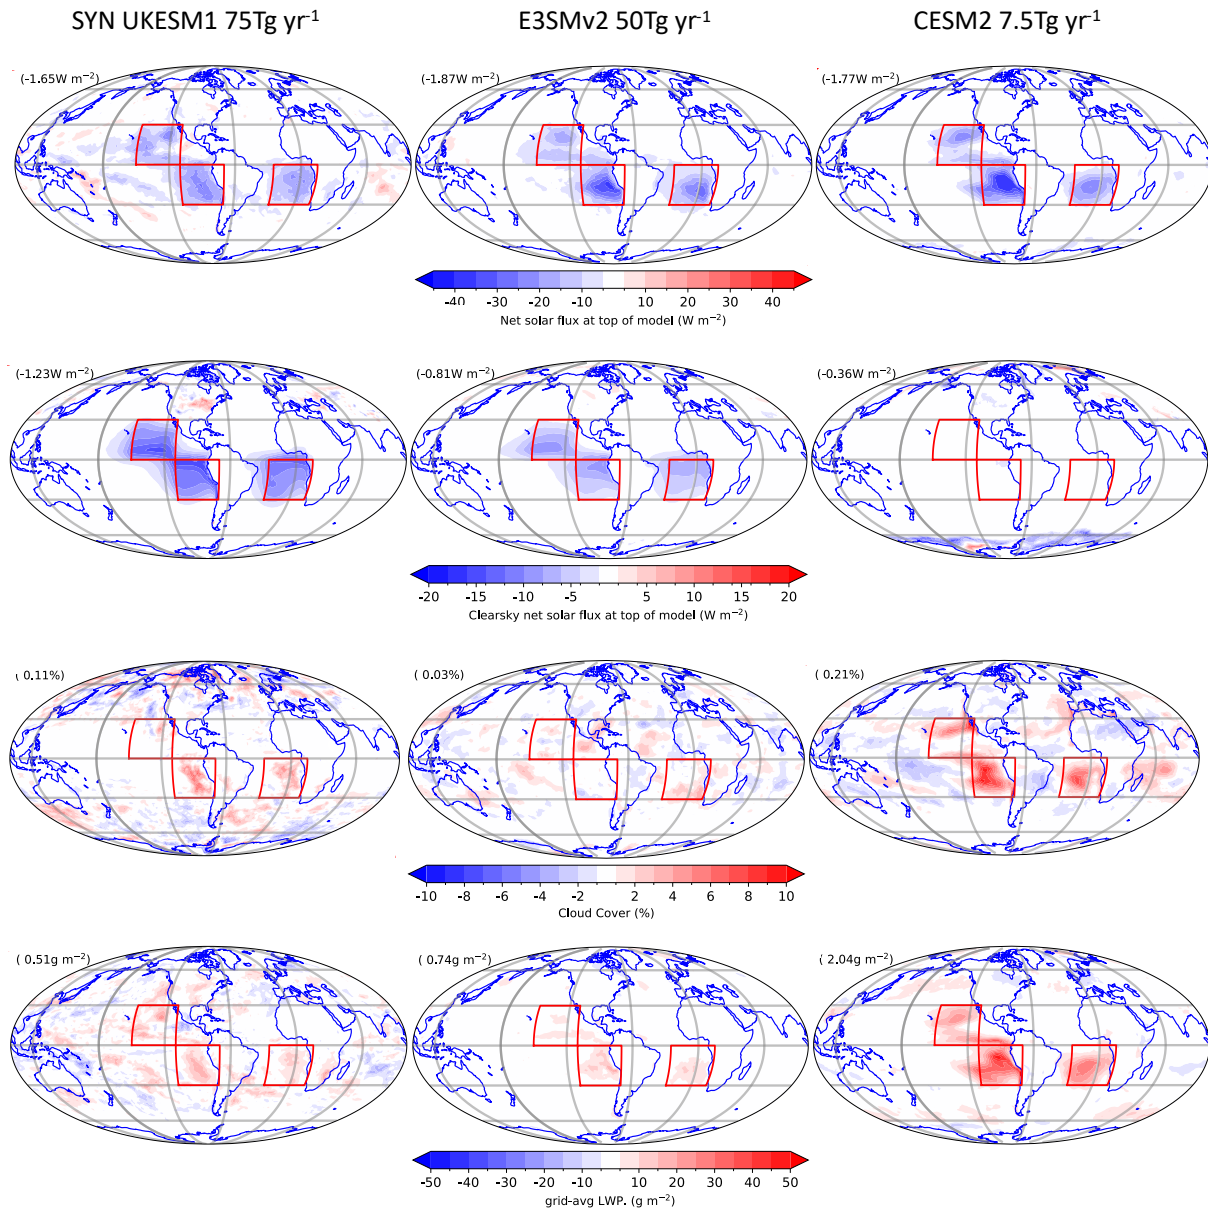 SYN UKESM1 75Tg yr⁻¹ E3SMv2 50Tg yr⁻¹ CESM2 7.5Tg yr⁻¹
(-1.65W m⁻²) (-1.87W m⁻²) (-1.77W m⁻²)
-40 -30 -20 -10 10 20 30 40
Net solar flux at top of model (W m⁻²)
(-1.23W m⁻²) (-0.81W m⁻²) (-0.36W m⁻²)
-20 -15 -10 -5 5 10 15 20
Clearsky net solar flux at top of model (W m⁻²)
( 0.11%) ( 0.03%) ( 0.21%)
-10 -8 -6 -4 -2 2 4 6 8 10
Cloud Cover (%)
( 0.51g m⁻²) ( 0.74g m⁻²) ( 2.04g m⁻²)
-50 -40 -30 -20 -10 10 20 30 40 50
grid-avg LWP. (g m⁻²)